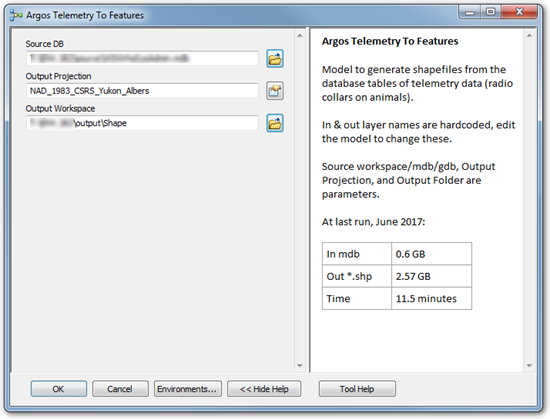 Argos Telemetry To Features
Source DB
Output Projection
NAD_1983_CSRS_Yukon_Albers
Output Workspace
\output\Shape
Argos Telemetry To Features
Model to generate shapefiles from the
database tables of telemetry data (radio
collars on animals).
In & out layer names are hardcoded, edit
the model to change these.
Source workspace/mdb/gdb, Output
Projection, and Output Folder are
parameters.
At last run, June 2017:
In mdb 0.6 GB
Out *.shp 2.57 GB
Time 11.5 minutes
OK Cancel Environments... << Hide Help Tool Help